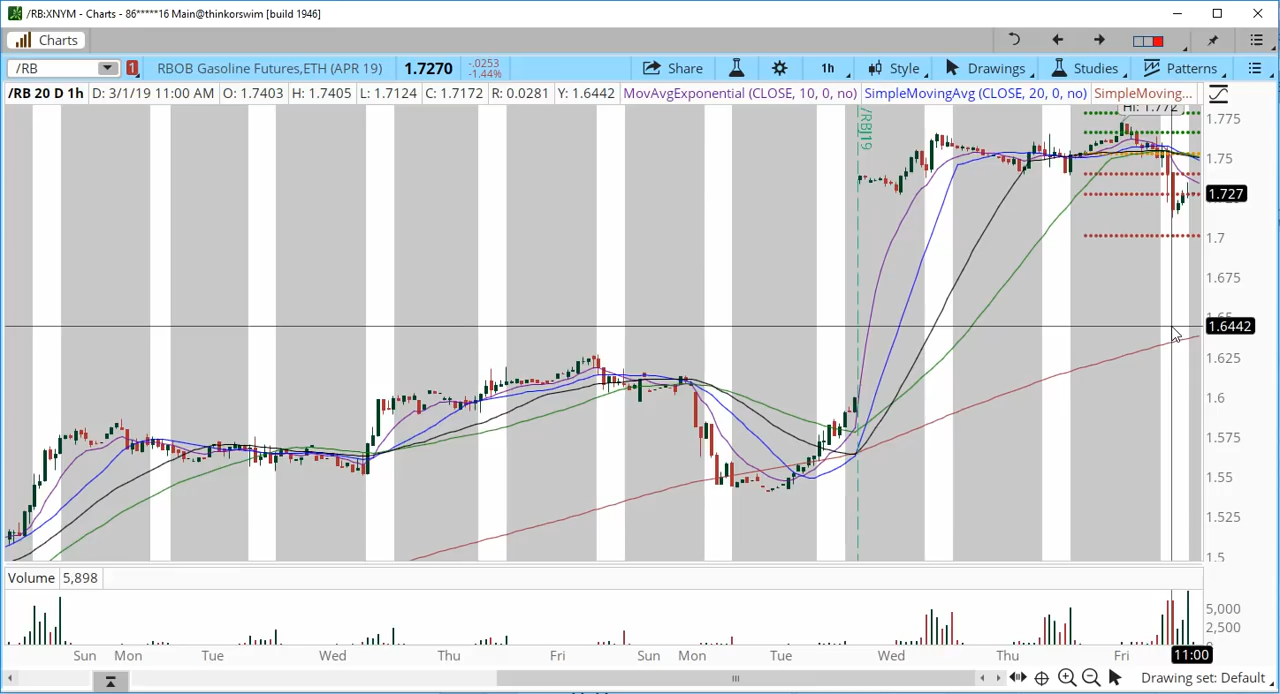 /RB:XNYM - Charts - 86*****16 Main@thinkorswim [build 1946]
Charts
/RB 1 RBOB Gasoline Futures,ETH (APR 19) 1.7270 -.0253 -1.44% Share 1h Style Drawings Studies Patterns
/RB 20 D 1h D: 3/1/19 11:00 AM O: 1.7403 H: 1.7405 L: 1.7124 C: 1.7172 R: 0.0281 Y: 1.6442 MovAvgExponential (CLOSE, 10, 0, no) SimpleMovingAvg (CLOSE, 20, 0, no) SimpleMoving...
Hi: 1.772
/RBJ19
1.775
1.75
1.727
1.7
1.675
1.6442
1.625
1.6
1.575
1.55
1.525
1.5
Volume 5,898
5,000
2,500
Sun Mon Tue Wed Thu Fri Sun Mon Tue Wed Thu Fri 11:00
Drawing set: Default